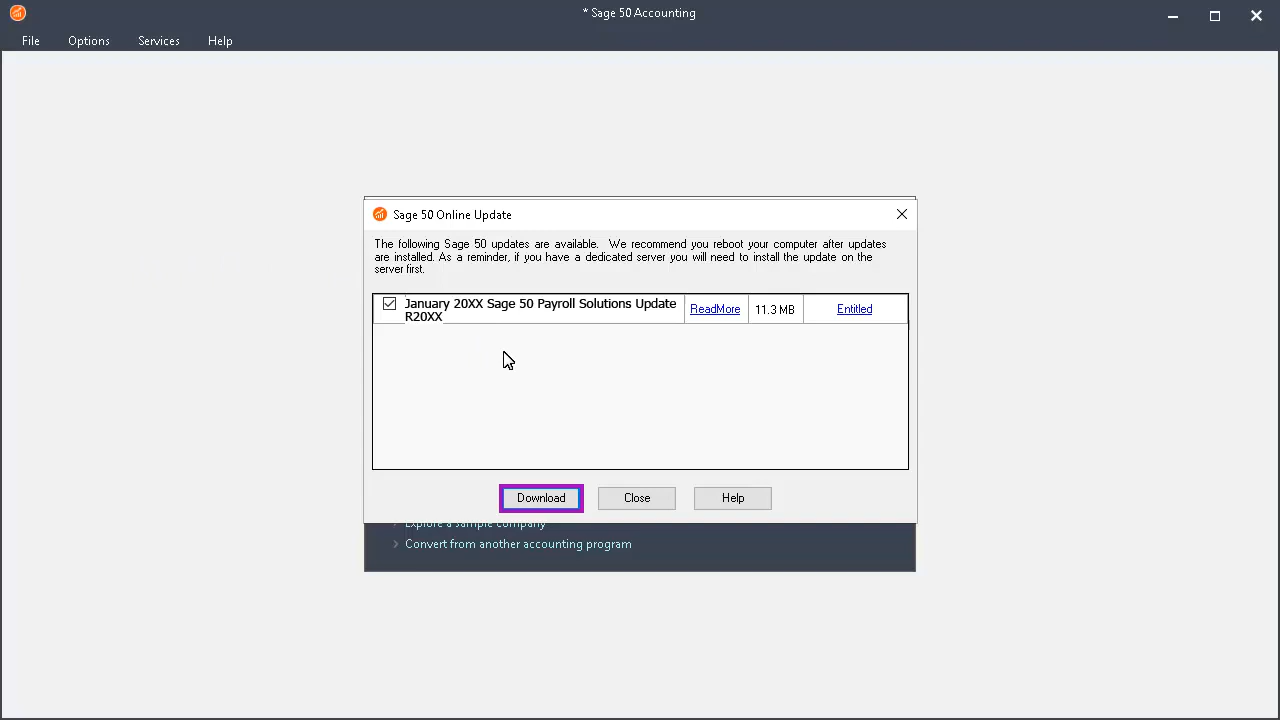 * Sage 50 Accounting
File Options Services Help
Sage 50 Online Update
The following Sage 50 updates are available. We recommend you reboot your computer after updates
are installed. As a reminder, if you have a dedicated server you will need to install the update on the
server first.
January 20XX Sage 50 Payroll Solutions Update
R20XX
ReadMore 11.3 MB Entitled
Download Close Help
Explore a sample company
Convert from another accounting program